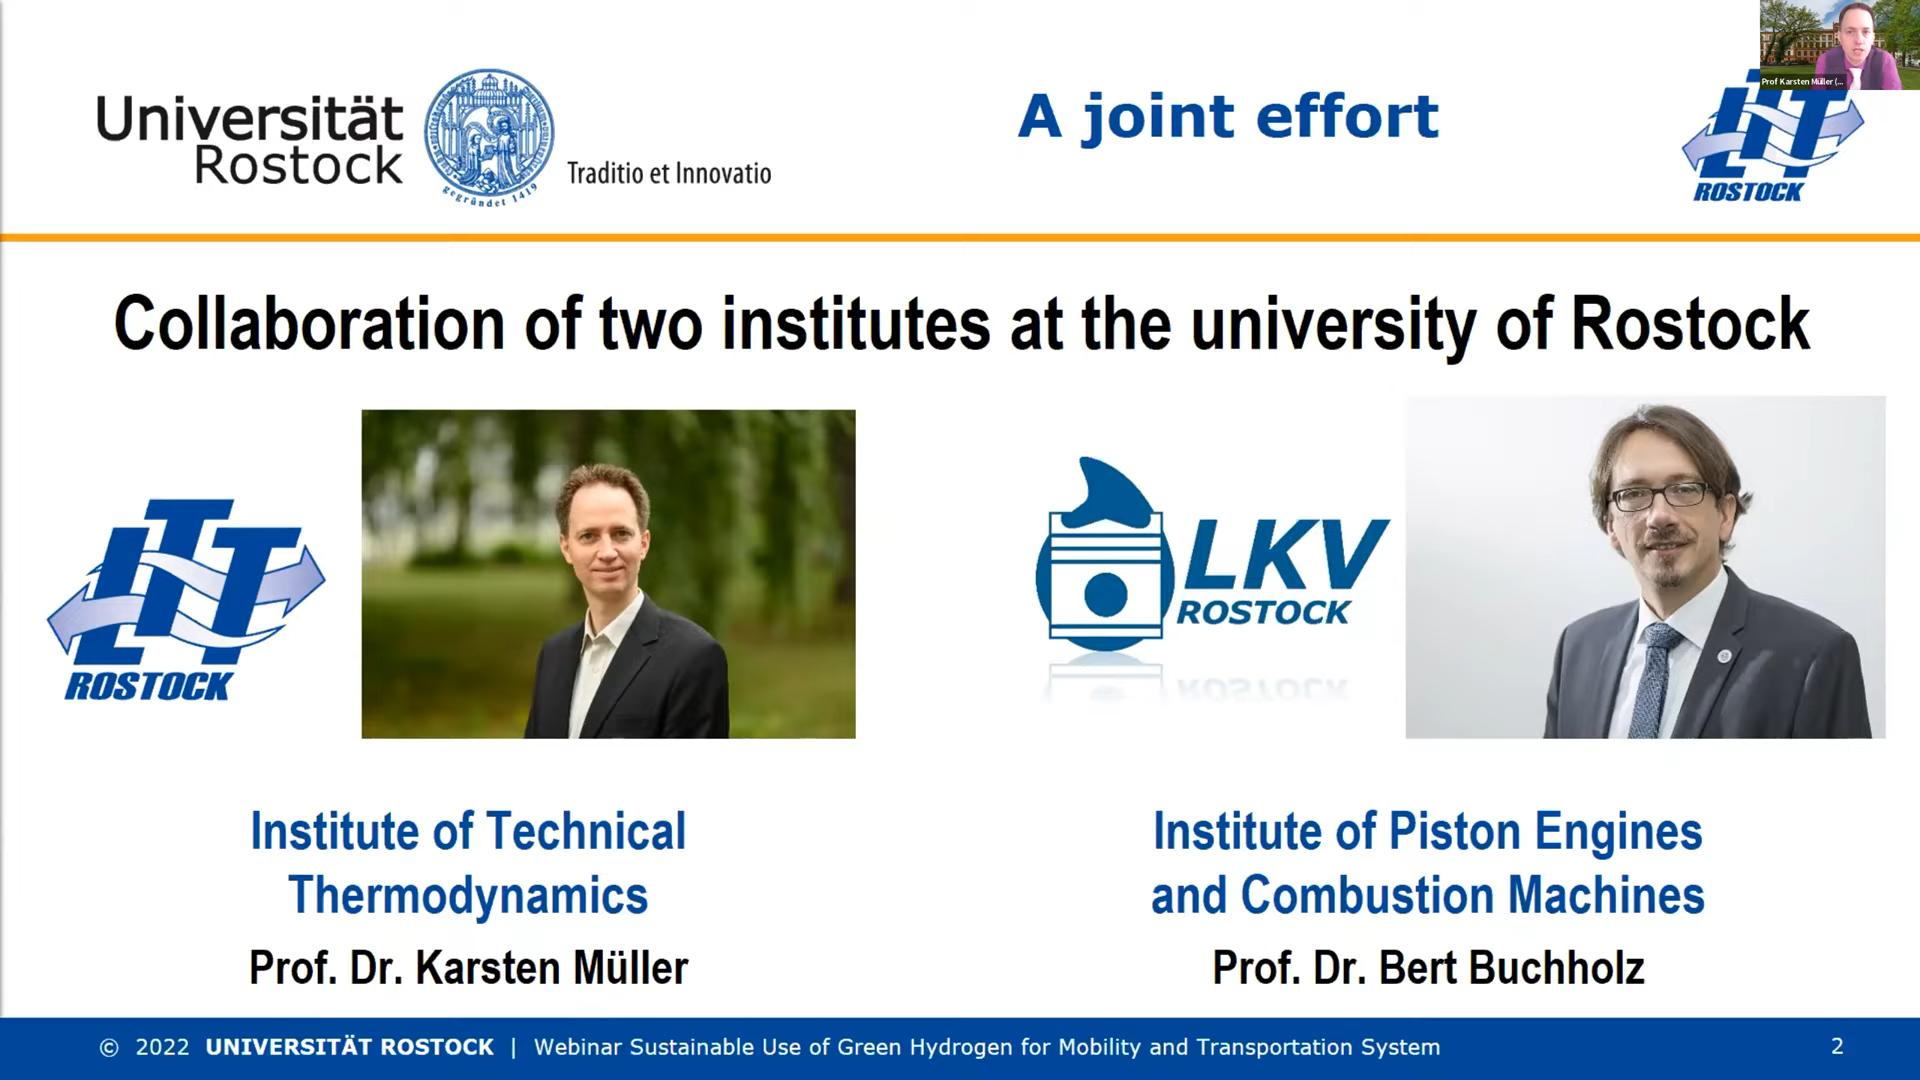 Prof Karsten Müller (...
Universität
Rostock
gegründet 1419
Traditio et Innovatio
A joint effort
LTT
ROSTOCK
Collaboration of two institutes at the university of Rostock
LTT
ROSTOCK
LKV
ROSTOCK
Institute of Technical
Thermodynamics
Prof. Dr. Karsten Müller
Institute of Piston Engines
and Combustion Machines
Prof. Dr. Bert Buchholz
© 2022 UNIVERSITÄT ROSTOCK | Webinar Sustainable Use of Green Hydrogen for Mobility and Transportation System
2